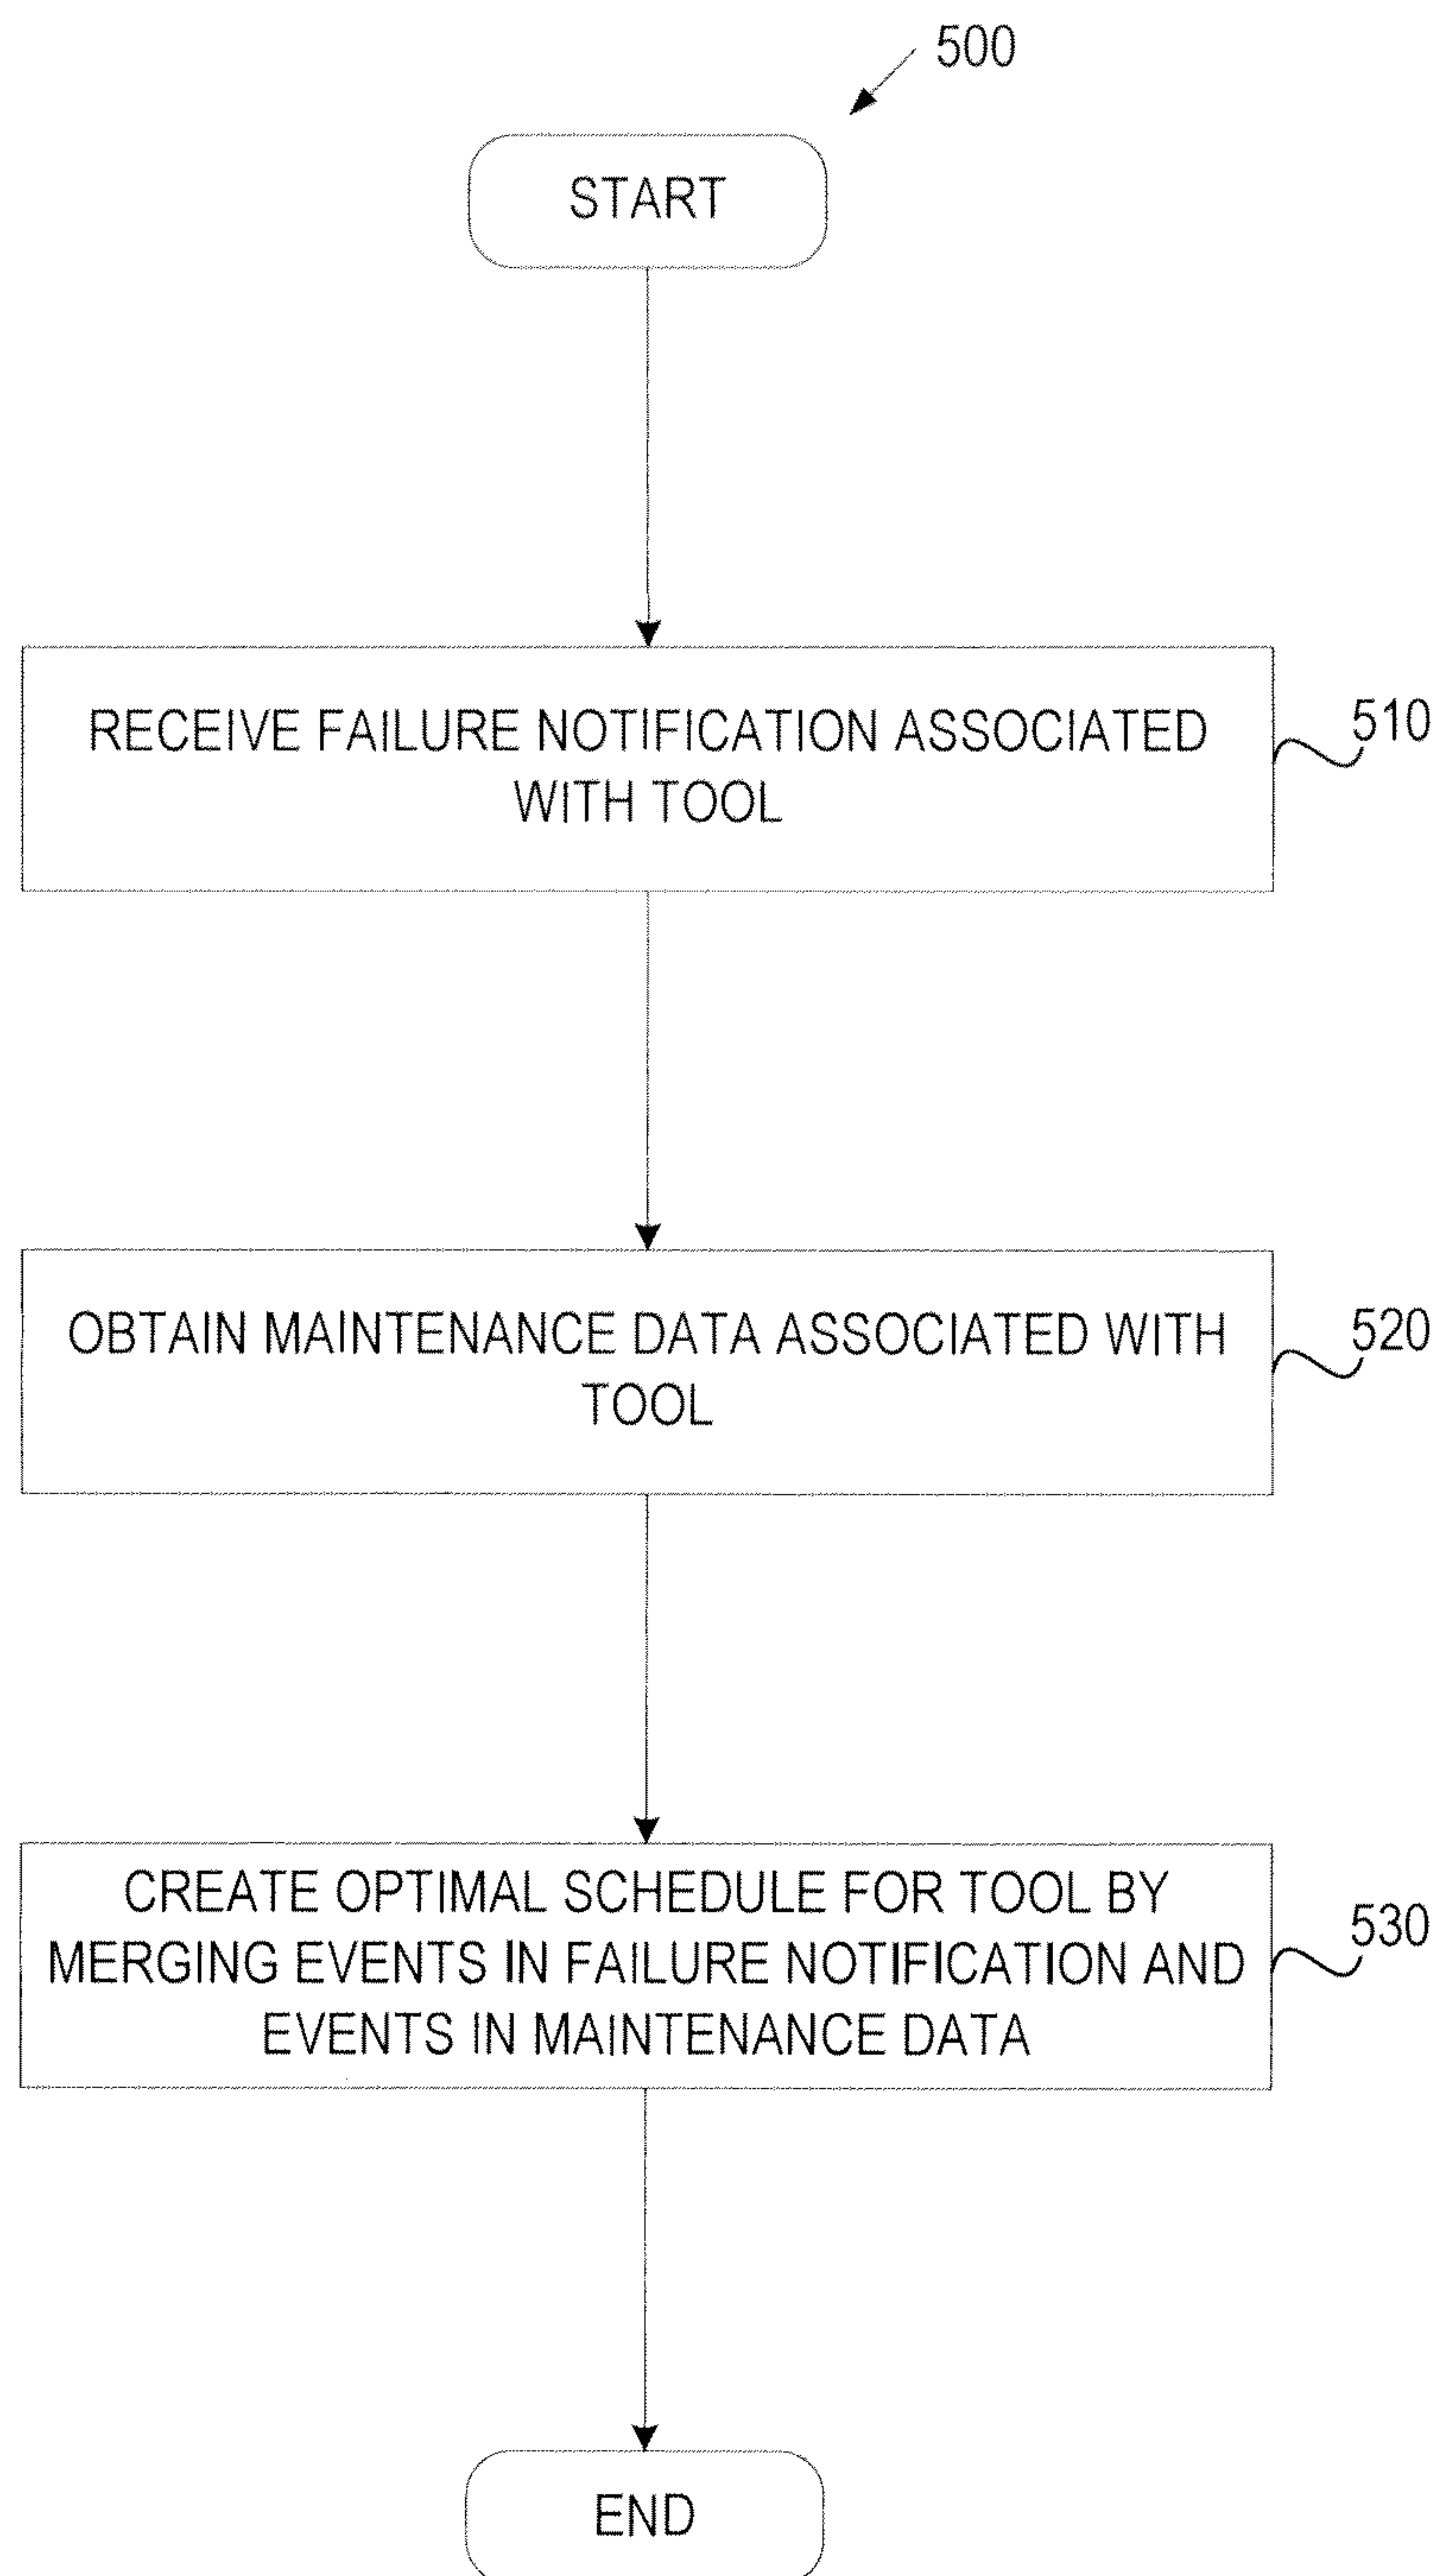 500
START
RECEIVE FAILURE NOTIFICATION ASSOCIATED
WITH TOOL
510
OBTAIN MAINTENANCE DATA ASSOCIATED WITH
TOOL
520
CREATE OPTIMAL SCHEDULE FOR TOOL BY
MERGING EVENTS IN FAILURE NOTIFICATION AND
EVENTS IN MAINTENANCE DATA
530
END